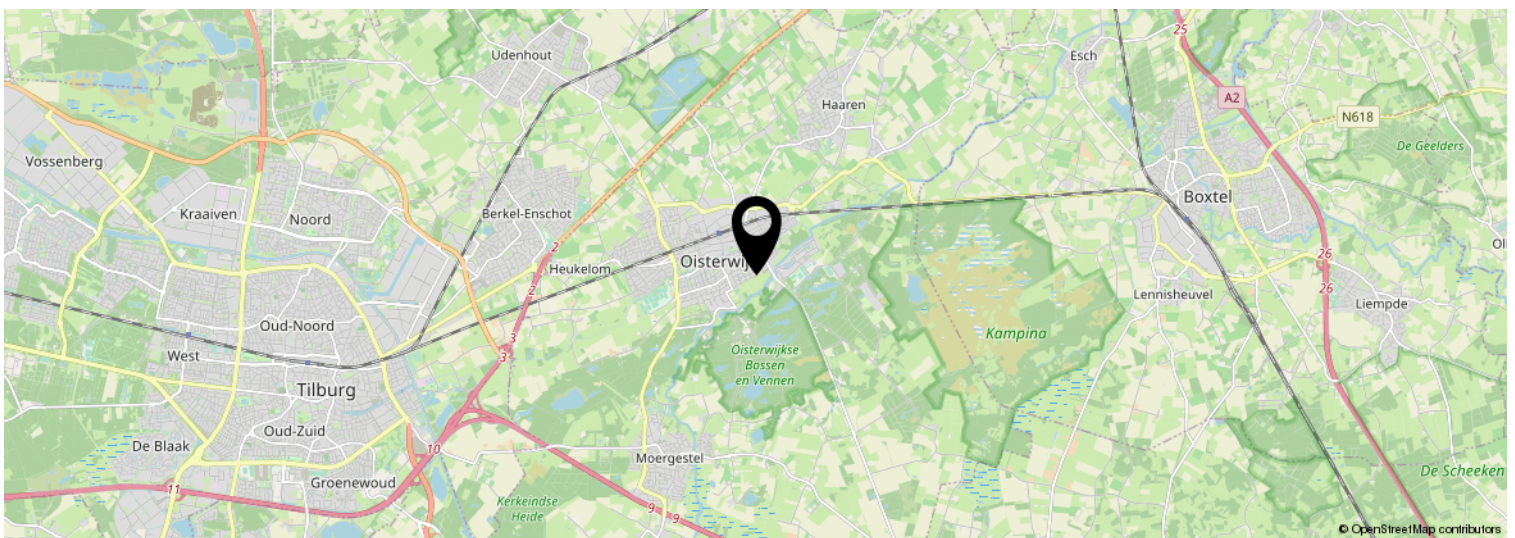 25
Udenhout
Esch
A2
Haaren
N618
De Geelders
Vossenberg
Boxtel
Kraaiven
Noord
Berkel-Enschot
2
26
Oisterwij
Heukelom
2
26
Lennisheuvel
Liempde
Oud-Noord
3
Kampina
West
3
Oisterwijkse
Bossen
en Vennen
Tilburg
Oud-Zuid
De Blaak
10
Moergestel
De Scheeken
Groenewoud
11
Kerkeindse
Heide
9
9
© OpenStreetMap contributors